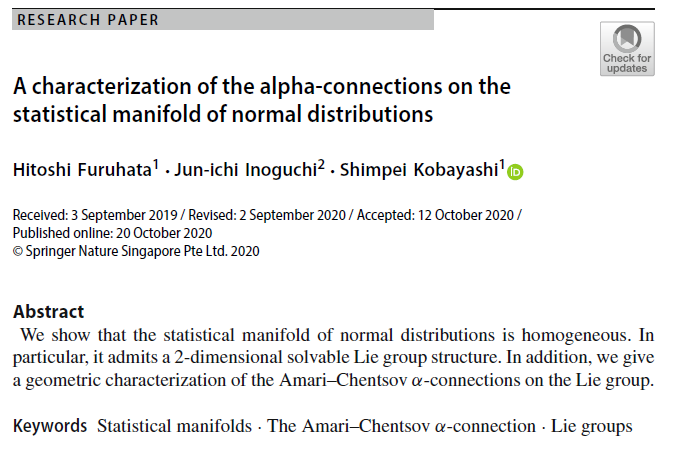 RESEARCH PAPER
Check for
updates
A characterization of the alpha-connections on the
statistical manifold of normal distributions
Hitoshi Furuhata¹ · Jun-ichi Inoguchi² · Shimpei Kobayashi¹ iD
Received: 3 September 2019 / Revised: 2 September 2020 / Accepted: 12 October 2020 /
Published online: 20 October 2020
© Springer Nature Singapore Pte Ltd. 2020
Abstract
We show that the statistical manifold of normal distributions is homogeneous. In
particular, it admits a 2-dimensional solvable Lie group structure. In addition, we give
a geometric characterization of the Amari–Chentsov α-connections on the Lie group.
Keywords Statistical manifolds · The Amari–Chentsov α-connection · Lie groups